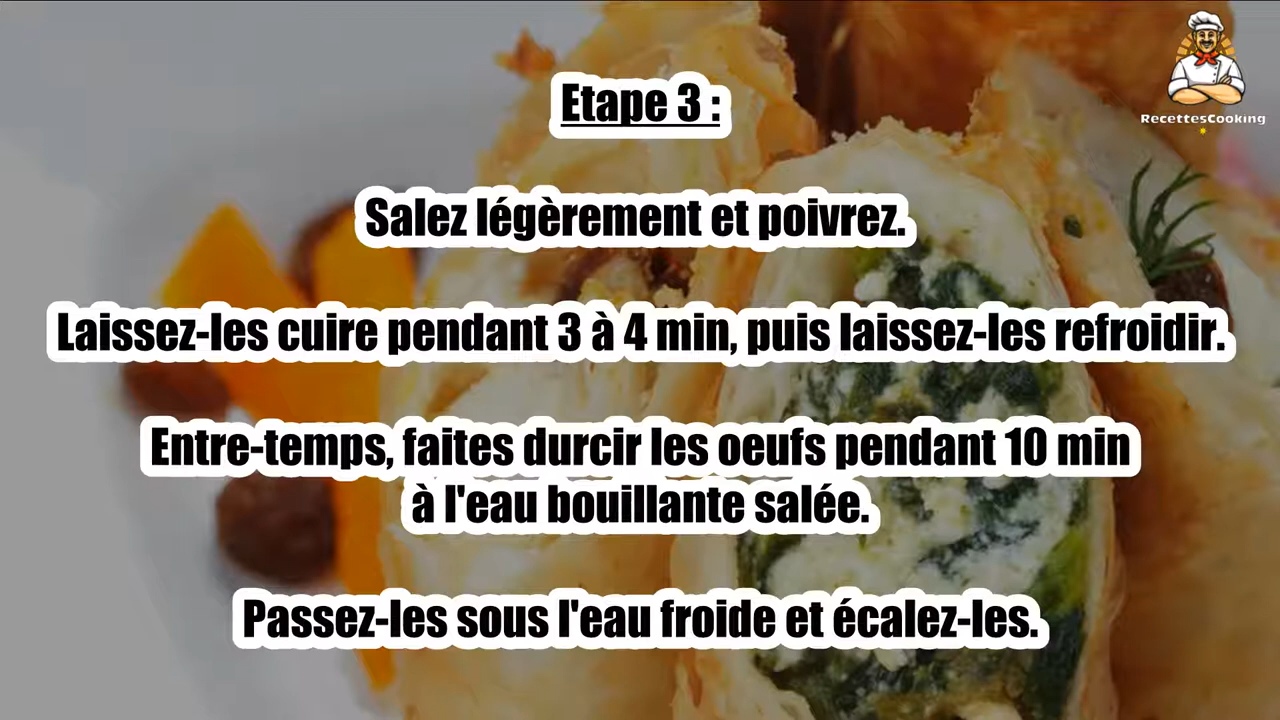 RecettesCooking
Etape 3 :
Salez légèrement et poivrez.
Laissez-les cuire pendant 3 à 4 min, puis laissez-les refroidir.
Entre-temps, faites durcir les oeufs pendant 10 min
à l'eau bouillante salée.
Passez-les sous l'eau froide et écalez-les.